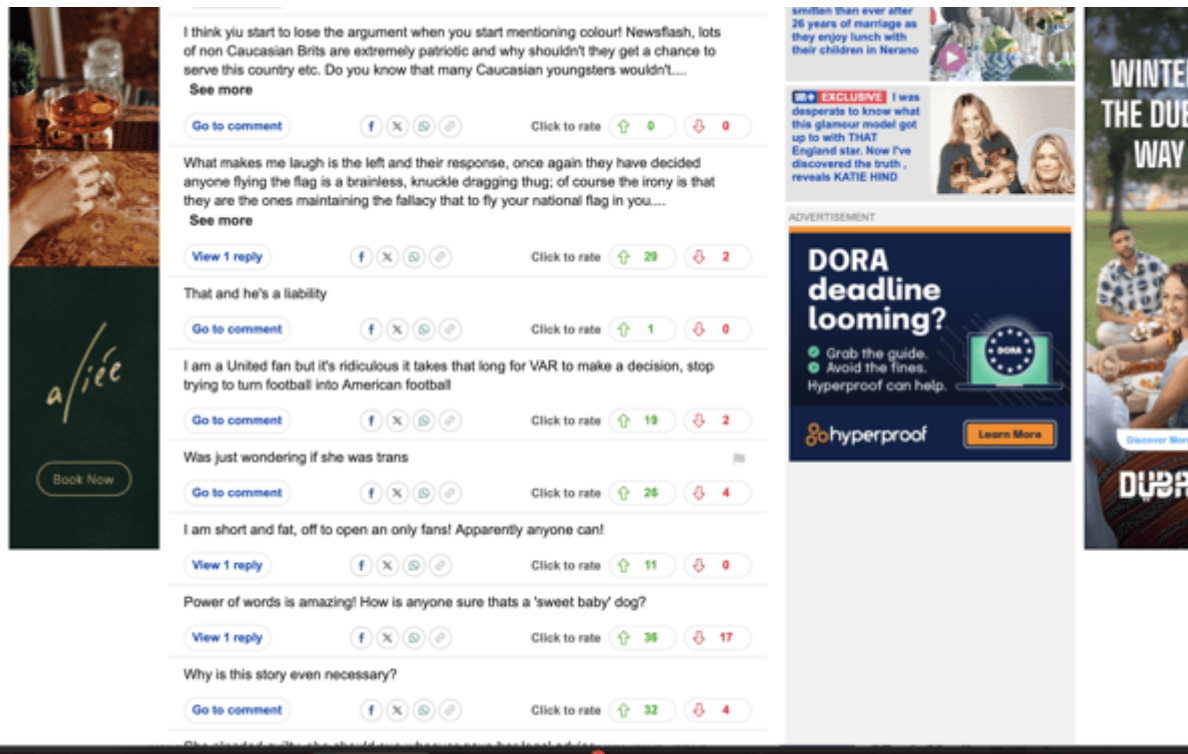 I think yiu start to lose the argument when you start mentioning colour! Newsflash, lots
of non Caucasian Brits are extremely patriotic and why shouldn't they get a chance to
serve this country etc. Do you know that many Caucasian youngsters wouldn't....
See more
Go to comment
Click to rate 0 0
What makes me laugh is the left and their response, once again they have decided
anyone flying the flag is a brainless, knuckle dragging thug; of course the irony is that
they are the ones maintaining the fallacy that to fly your national flag in you....
See more
View 1 reply
Click to rate 29 2
That and he's a liability
Go to comment
Click to rate 1 0
I am a United fan but it's ridiculous it takes that long for VAR to make a decision, stop
trying to turn football into American football
Go to comment
Click to rate 19 2
Was just wondering if she was trans
Go to comment
Click to rate 26 4
I am short and fat, off to open an only fans! Apparently anyone can!
View 1 reply
Click to rate 11 0
Power of words is amazing! How is anyone sure thats a 'sweet baby' dog?
View 1 reply
Click to rate 36 17
Why is this story even necessary?
Go to comment
Click to rate 32 4
She pleaded guilty, she should sue whoever gave her legal advice
Book Now
smitten than ever after
26 years of marriage as
they enjoy lunch with
their children in Nerano
EXCLUSIVE I was
desperate to know what
this glamour model got
up to with THAT
England star. Now I've
discovered the truth ,
reveals KATIE HIND
ADVERTISEMENT
DORA
deadline
looming?
Grab the guide.
Avoid the fines.
Hyperproof can help.
DORA
hyperproof
Learn More
WINTE
THE DUB
WAY
Discover More
DUBA